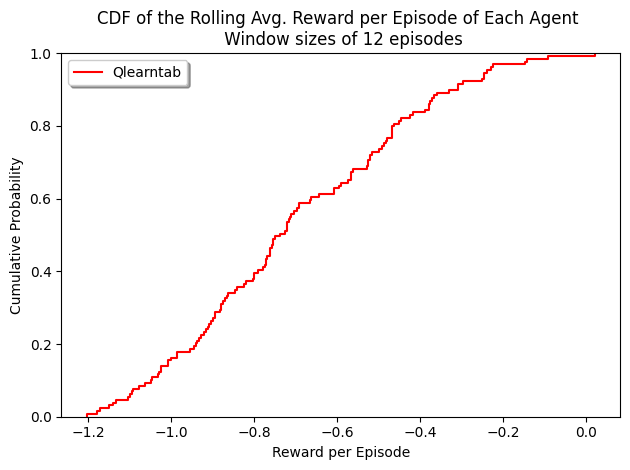 CDF of the Rolling Avg. Reward per Episode of Each Agent
Window sizes of 12 episodes
Qlearntab
Cumulative Probability
1.0
0.8
0.6
0.4
0.2
0.0
−1.2 −1.0 −0.8 −0.6 −0.4 −0.2 0.0
Reward per Episode